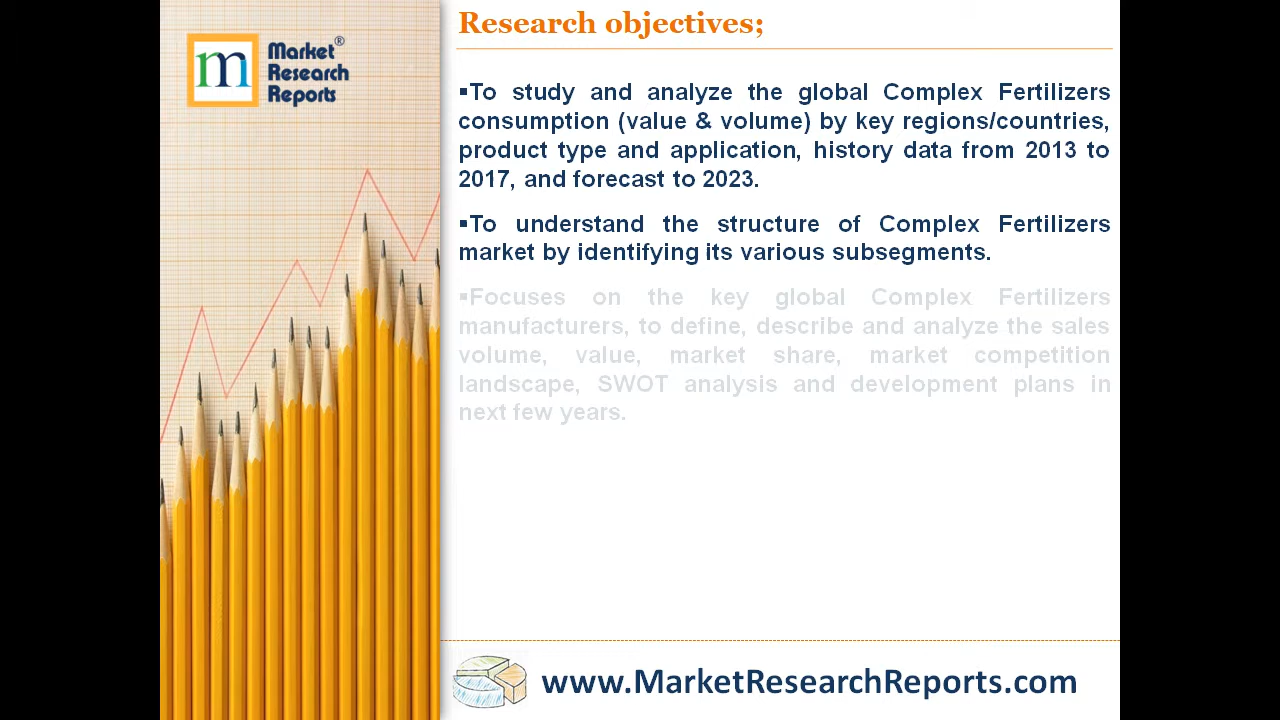 Research objectives;
m
Market®
Research
Reports
▪To study and analyze the global Complex Fertilizers
consumption (value & volume) by key regions/countries,
product type and application, history data from 2013 to
2017, and forecast to 2023.
▪To understand the structure of Complex Fertilizers
market by identifying its various subsegments.
▪Focuses on the key global Complex Fertilizers
manufacturers, to define, describe and analyze the sales
volume, value, market share, market competition
landscape, SWOT analysis and development plans in
next few years.
www.MarketResearchReports.com